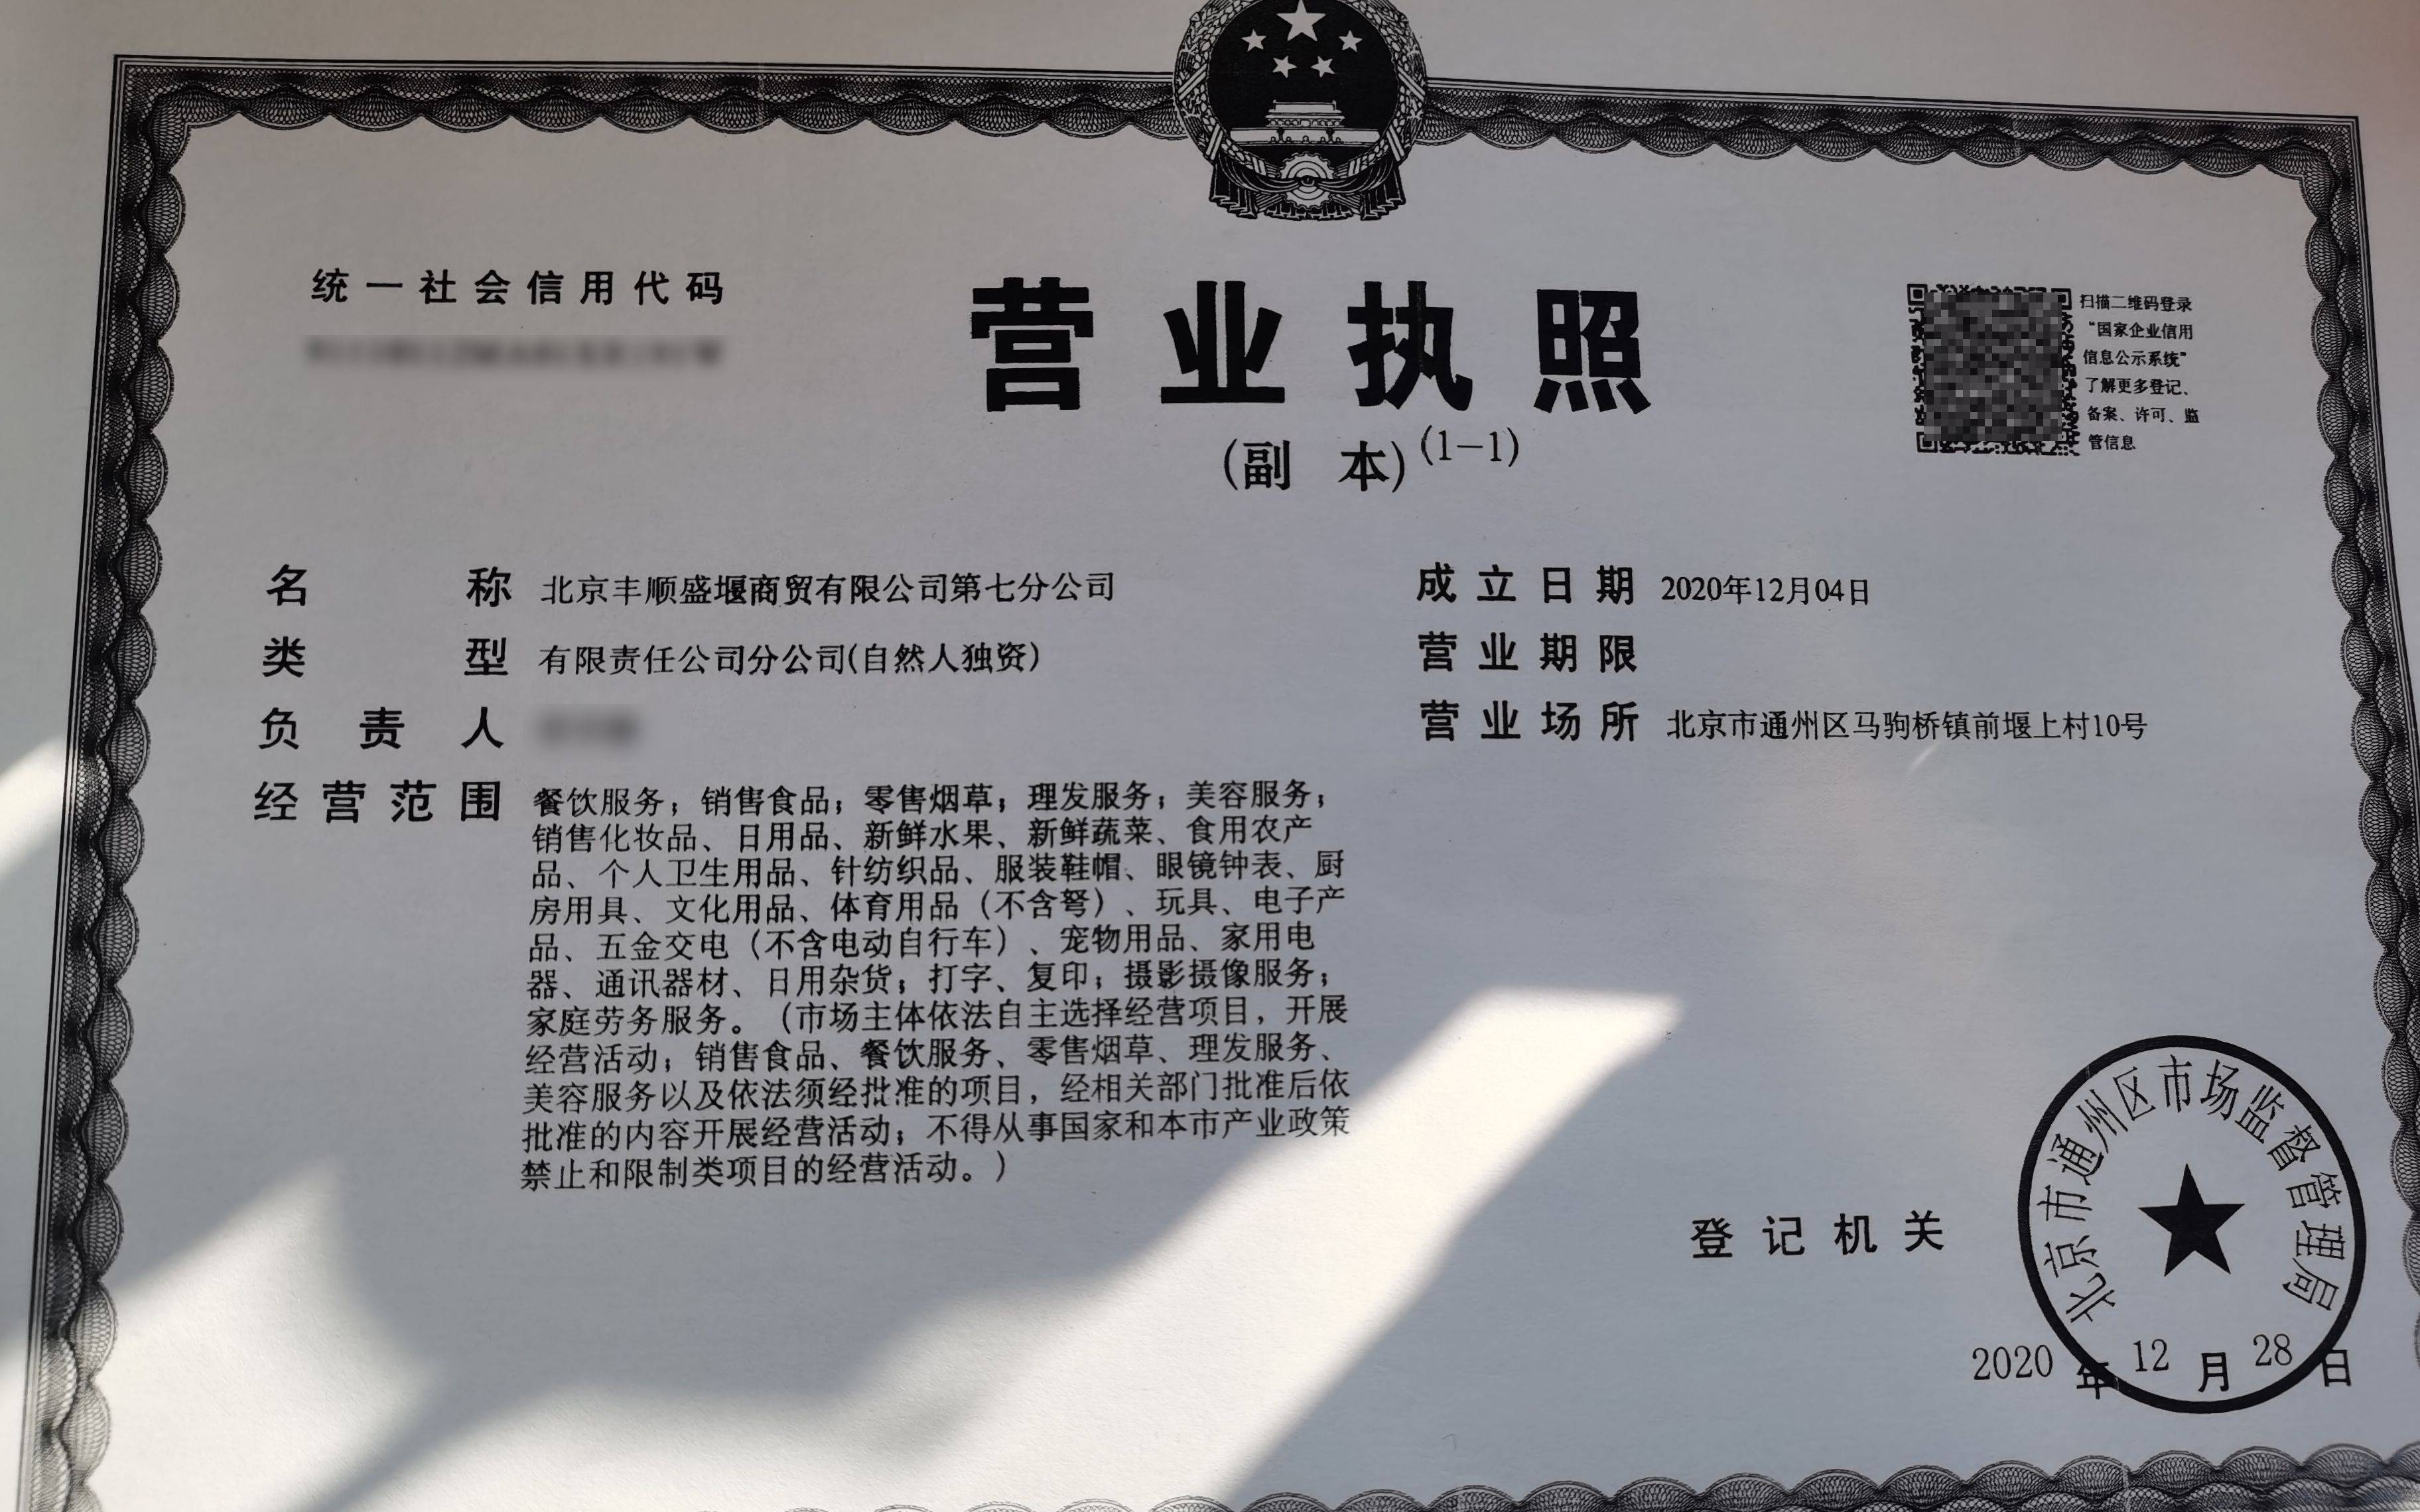 统一社会信用代码
营业执照
(副 本)(1-1)
扫描二维码登录
“国家企业信用
信息公示系统”
了解更多登记、
备案、许可、监
管信息
名 称 北京丰顺盛堰商贸有限公司第七分公司
类 型 有限责任公司分公司(自然人独资)
负 责 人
经 营 范 围 餐饮服务；销售食品；零售烟草；理发服务；美容服务；
销售化妆品、日用品、新鲜水果、新鲜蔬菜、食用农产
品、个人卫生用品、针纺织品、服装鞋帽、眼镜钟表、厨
房用具、文化用品、体育用品（不含弩）、玩具、电子产
品、五金交电（不含电动自行车）、宠物用品、家用电
器、通讯器材、日用杂货；打字、复印；摄影摄像服务；
家庭劳务服务。（市场主体依法自主选择经营项目，开展
经营活动；销售食品、餐饮服务、零售烟草、理发服务、
美容服务以及依法须经批准的项目，经相关部门批准后依
批准的内容开展经营活动；不得从事国家和本市产业政策
禁止和限制类项目的经营活动。）
成立日期 2020年12月04日
营业期限
营业场所 北京市通州区马驹桥镇前堰上村10号
登记机关
北京市通州区市场监督管理局
2020 年 12 月 28 日